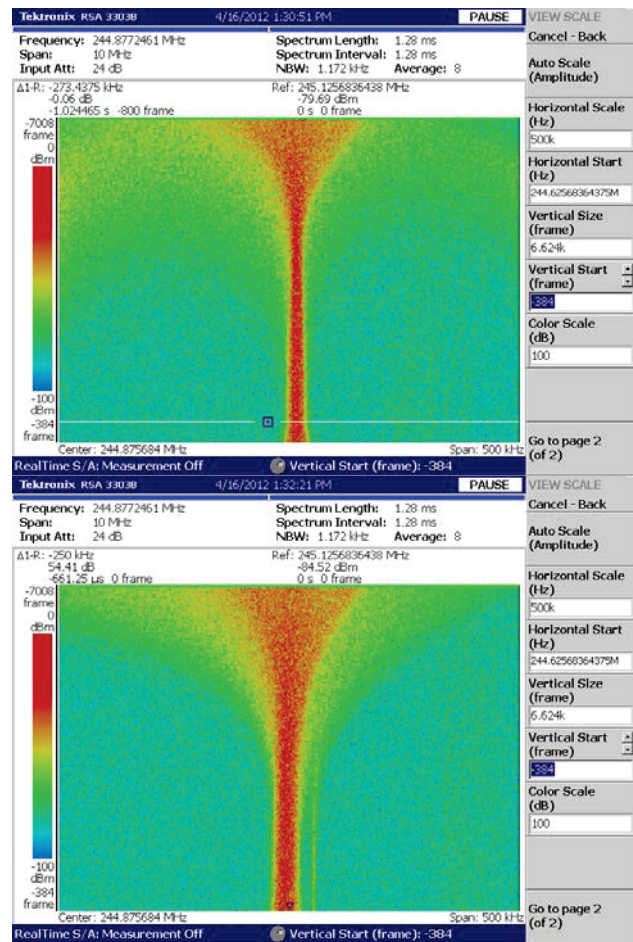 Tektronix RSA 3303B 4/16/2012 1:30:51 PM PAUSE VIEW SCALE
Frequency: 244.8772461 MHz Spectrum Length: 1.28 ms Cancel - Back
Span: 10 MHz Spectrum Interval: 1.28 ms
Input Att: 24 dB NBW: 1.172 kHz Average: 8
Auto Scale
(Amplitude)
Δ1-R: -273.4375 kHz Ref: 245.1256836438 MHz
-0.06 dB -79.69 dBm
-1.024465 s -800 frame 0 s 0 frame
-7008
frame
0
dBm
-100
dBm
-384
frame
Horizontal Scale
(Hz)
500k
Horizontal Start
(Hz)
244.62568364375M
Vertical Size
(frame)
6.624k
Vertical Start
(frame)
-384
Color Scale
(dB)
100
Go to page 2
(of 2)
Center: 244.875684 MHz Span: 500 kHz
RealTime S/A: Measurement Off Vertical Start (frame): -384
Tektronix RSA 3303B 4/16/2012 1:32:21 PM PAUSE VIEW SCALE
Frequency: 244.8772461 MHz Spectrum Length: 1.28 ms Cancel - Back
Span: 10 MHz Spectrum Interval: 1.28 ms
Input Att: 24 dB NBW: 1.172 kHz Average: 8
Auto Scale
(Amplitude)
Δ1-R: -250 kHz Ref: 245.1256836438 MHz
54.41 dB -84.52 dBm
-661.25 µs 0 frame 0 s 0 frame
-7008
frame
0
dBm
-100
dBm
-384
frame
Horizontal Scale
(Hz)
500k
Horizontal Start
(Hz)
244.62568364375M
Vertical Size
(frame)
6.624k
Vertical Start
(frame)
-384
Color Scale
(dB)
100
Go to page 2
(of 2)
Center: 244.875684 MHz Span: 500 kHz
RealTime S/A: Measurement Off Vertical Start (frame): -384